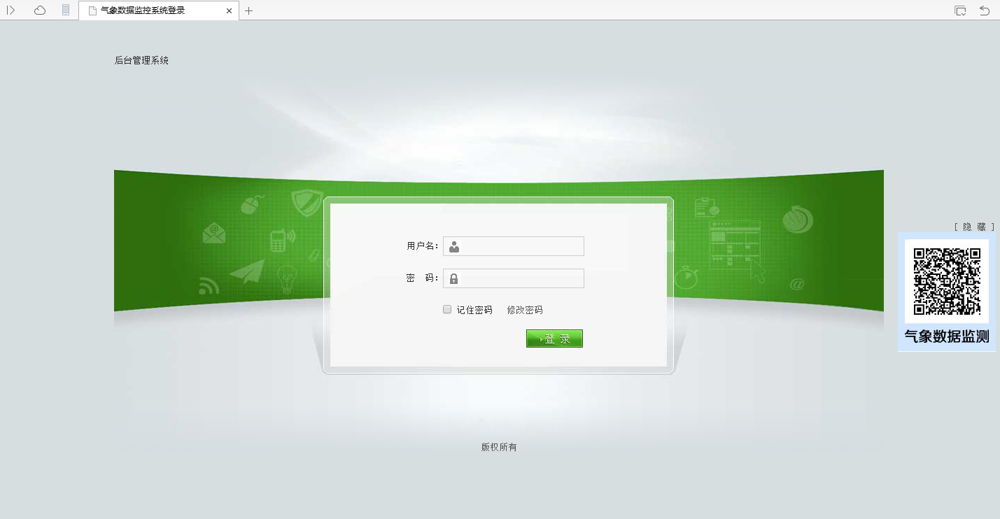 气象数据监控系统登录
后台管理系统
[ 隐 藏 ]
用户名：
密 码：
记住密码 修改密码
登 录
气象数据监测
版权所有